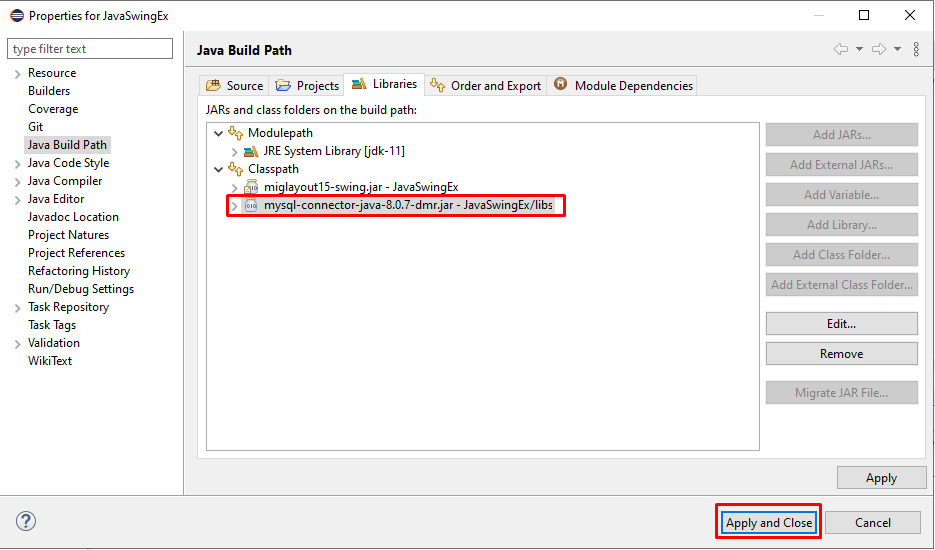 Properties for JavaSwingEx
type filter text
Resource
Builders
Coverage
Git
Java Build Path
Java Code Style
Java Compiler
Java Editor
Javadoc Location
Project Natures
Project References
Refactoring History
Run/Debug Settings
Task Repository
Task Tags
Validation
WikiText
Java Build Path
Source
Projects
Libraries
Order and Export
M
Module Dependencies
JARs and class folders on the build path:
Modulepath
JRE System Library [jdk-11]
Classpath
miglayout15-swing.jar - JavaSwingEx
mysql-connector-java-8.0.7-dmr.jar - JavaSwingEx/libs
Add JARs...
Add External JARs...
Add Variable...
Add Library...
Add Class Folder...
Add External Class Folder...
Edit...
Remove
Migrate JAR File...
Apply
?
Apply and Close
Cancel